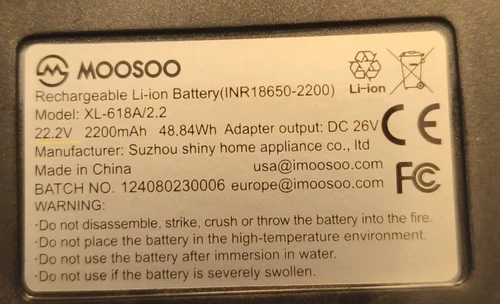 MOOSOO
Rechargeable Li-ion Battery(INR18650-2200)
Li-ion
Model: XL-618A/2.2
22.2V 2200mAh 48.84Wh Adapter output: DC 26V
CE
Manufacturer: Suzhou shiny home appliance co., ltd
Made in China usa@imoosoo.com
BATCH NO. 124080230006 europe@imoosoo.com
FC
WARNING:
·Do not disassemble, strike, crush or throw the battery into the fire.
·Do not place the battery in the high-temperature environment.
·Do not use the battery after immersion in water.
·Do not use if the battery is severely swollen.